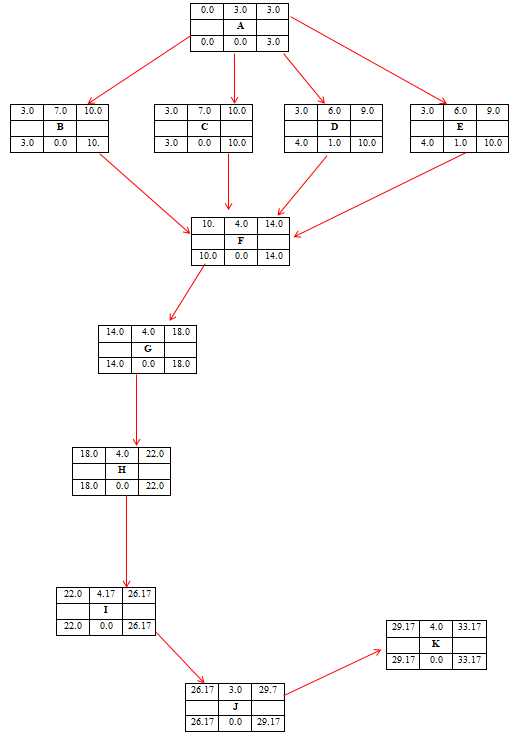 0.0 3.0 3.0
A
0.0 0.0 3.0
3.0 7.0 10.0
B
3.0 0.0 10.
3.0 7.0 10.0
C
3.0 0.0 10.0
3.0 6.0 9.0
D
4.0 1.0 10.0
3.0 6.0 9.0
E
4.0 1.0 10.0
10. 4.0 14.0
F
10.0 0.0 14.0
14.0 4.0 18.0
G
14.0 0.0 18.0
18.0 4.0 22.0
H
18.0 0.0 22.0
22.0 4.17 26.17
I
22.0 0.0 26.17
29.17 4.0 33.17
K
29.17 0.0 33.17
26.17 3.0 29.7
J
26.17 0.0 29.17